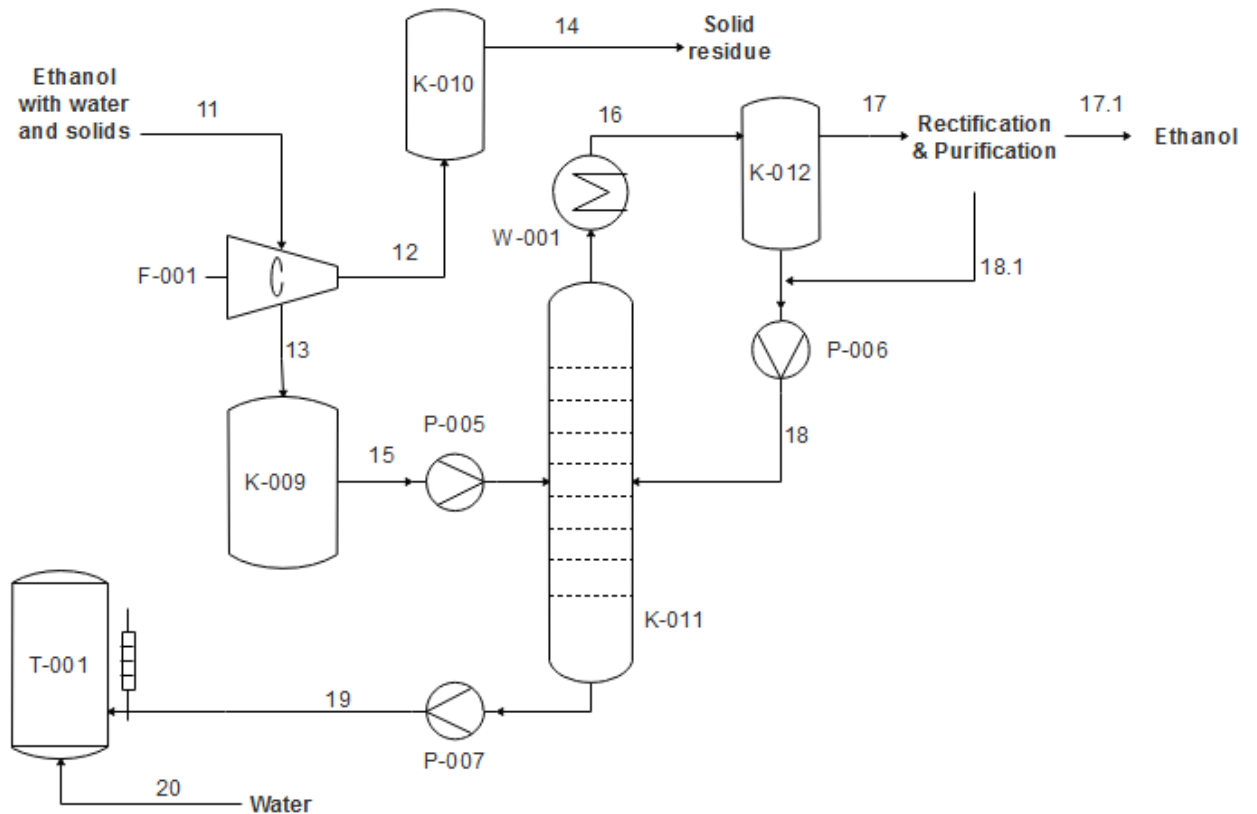 14
Solid
residue
K-010
Ethanol
with water
and solids
11
16
17
17.1
Rectification
& Purification
Ethanol
K-012
W-001
12
F-001
18.1
13
P-006
P-005
18
15
K-009
K-011
T-001
19
P-007
20
Water